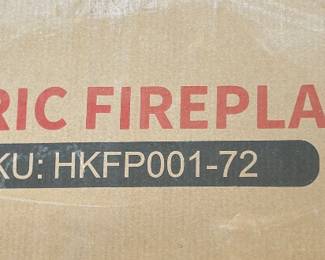 RIC FIREPLA
KU: HKFP001-72